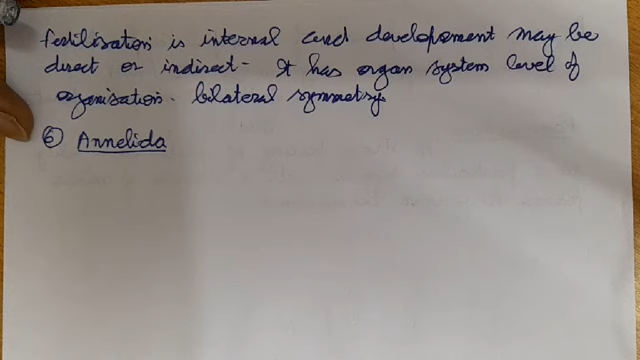 fertilisation is internal and development may be
direct or indirect- It has organ system level of
organisation. bilateral symmetry
⑥ Annelida